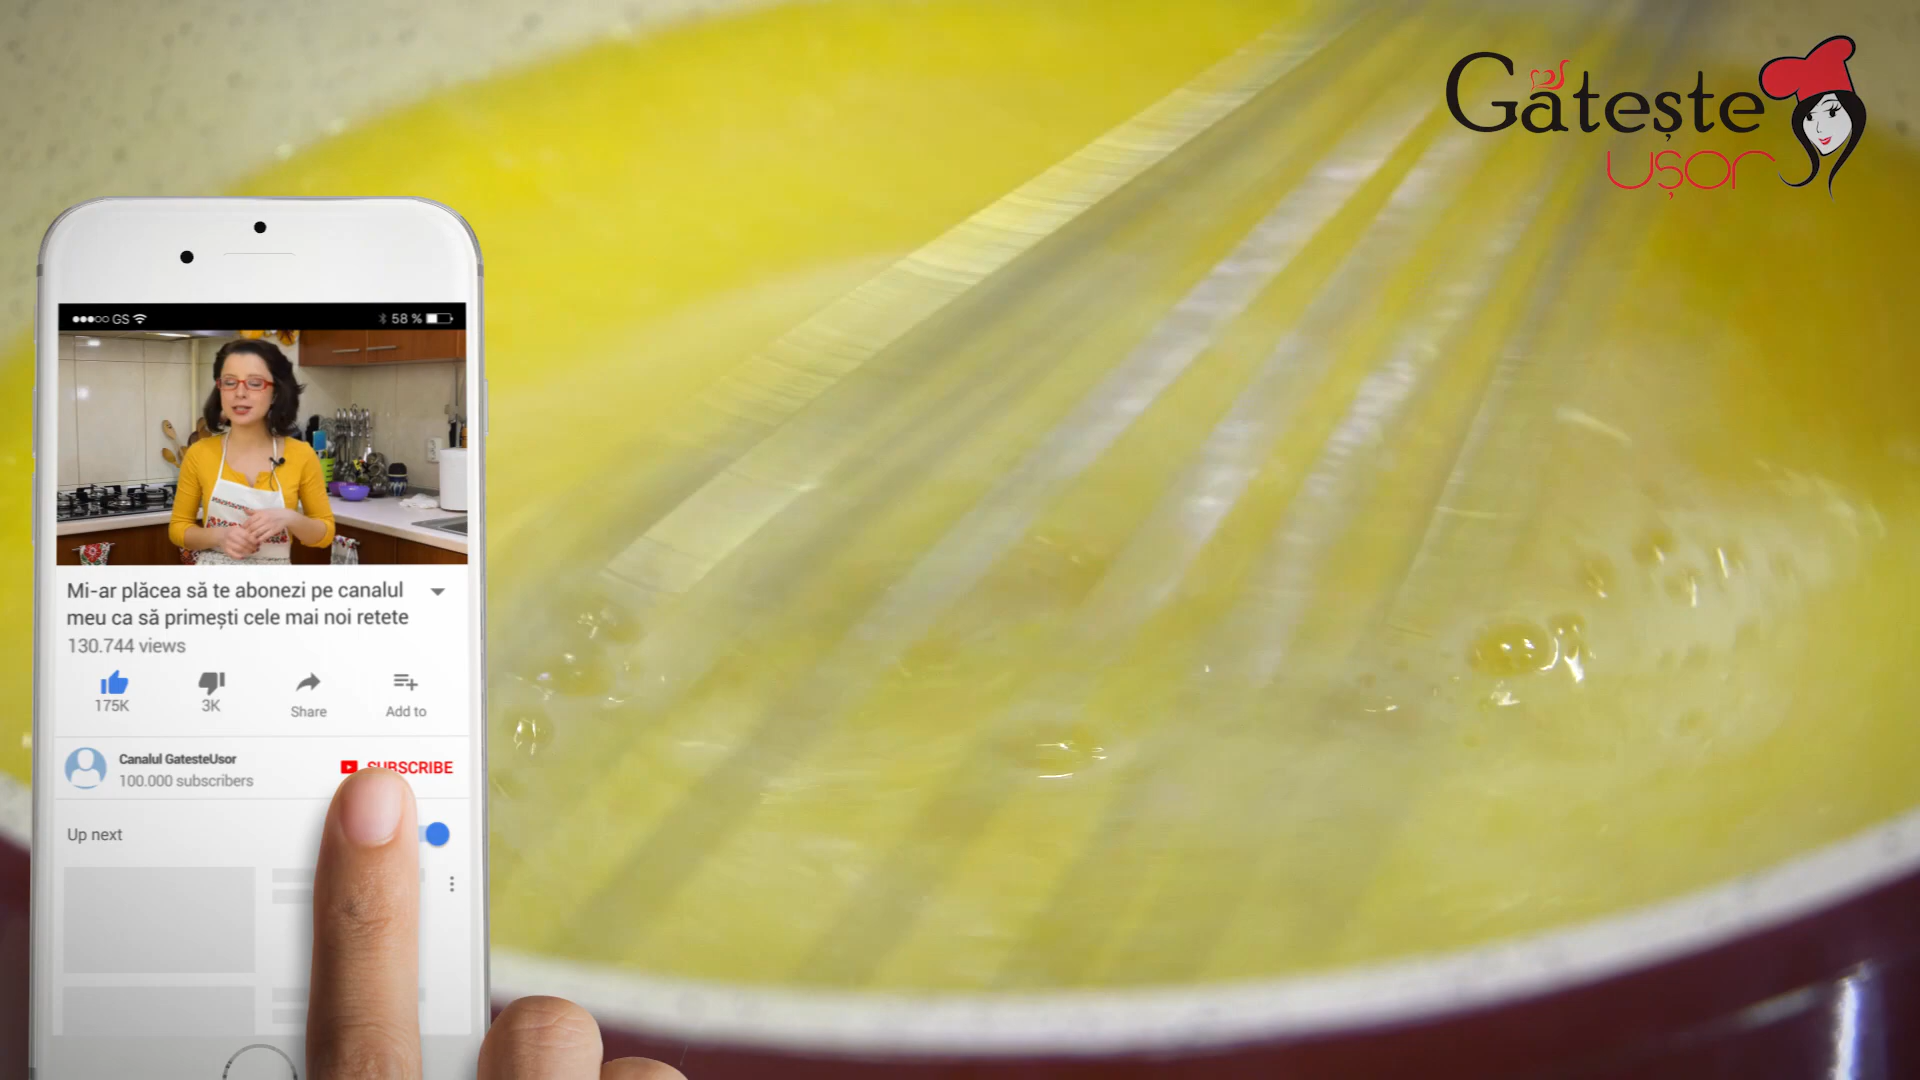 Gătește
Ușor
GS
58 %
Mi-ar plăcea să te abonezi pe canalul
meu ca să primești cele mai noi retete
130.744 views
175K
3K
Share
Add to
Canalul GatesteUsor
100.000 subscribers
SUBSCRIBE
Up next